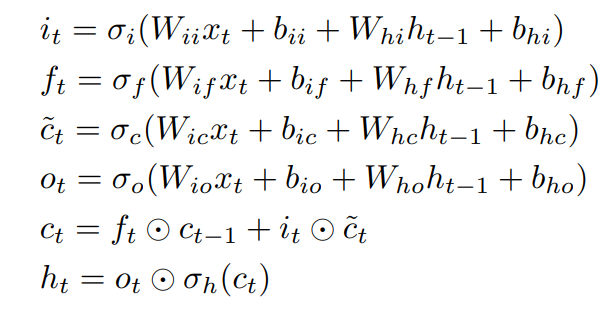 i_t = σ_i(W_{ii}x_t + b_{ii} + W_{hi}h_{t−1} + b_{hi})
f_t = σ_f(W_{if}x_t + b_{if} + W_{hf}h_{t−1} + b_{hf})
c̃_t = σ_c(W_{ic}x_t + b_{ic} + W_{hc}h_{t−1} + b_{hc})
o_t = σ_o(W_{io}x_t + b_{io} + W_{ho}h_{t−1} + b_{ho})
c_t = f_t ⊙ c_{t−1} + i_t ⊙ c̃_t
h_t = o_t ⊙ σ_h(c_t)